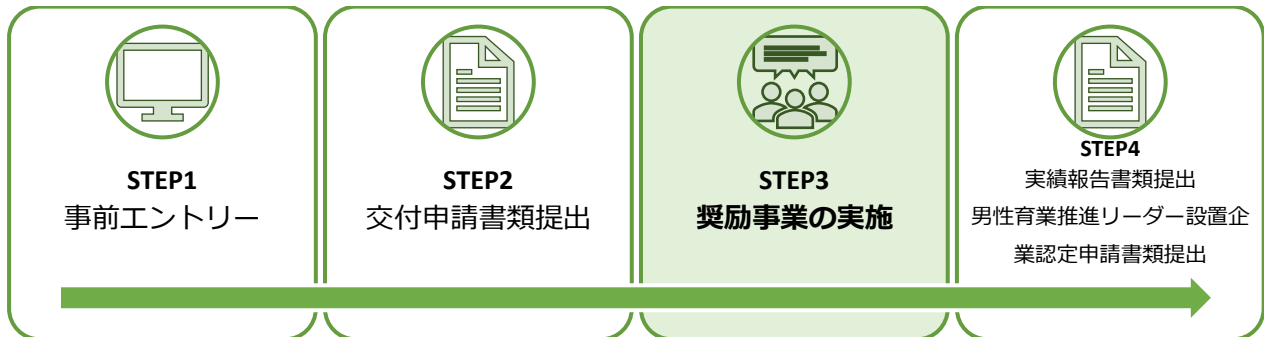 STEP1
事前エントリー
STEP2
交付申請書類提出
STEP3
奨励事業の実施
STEP4
実績報告書類提出
男性育業推進リーダー設置企
業認定申請書類提出